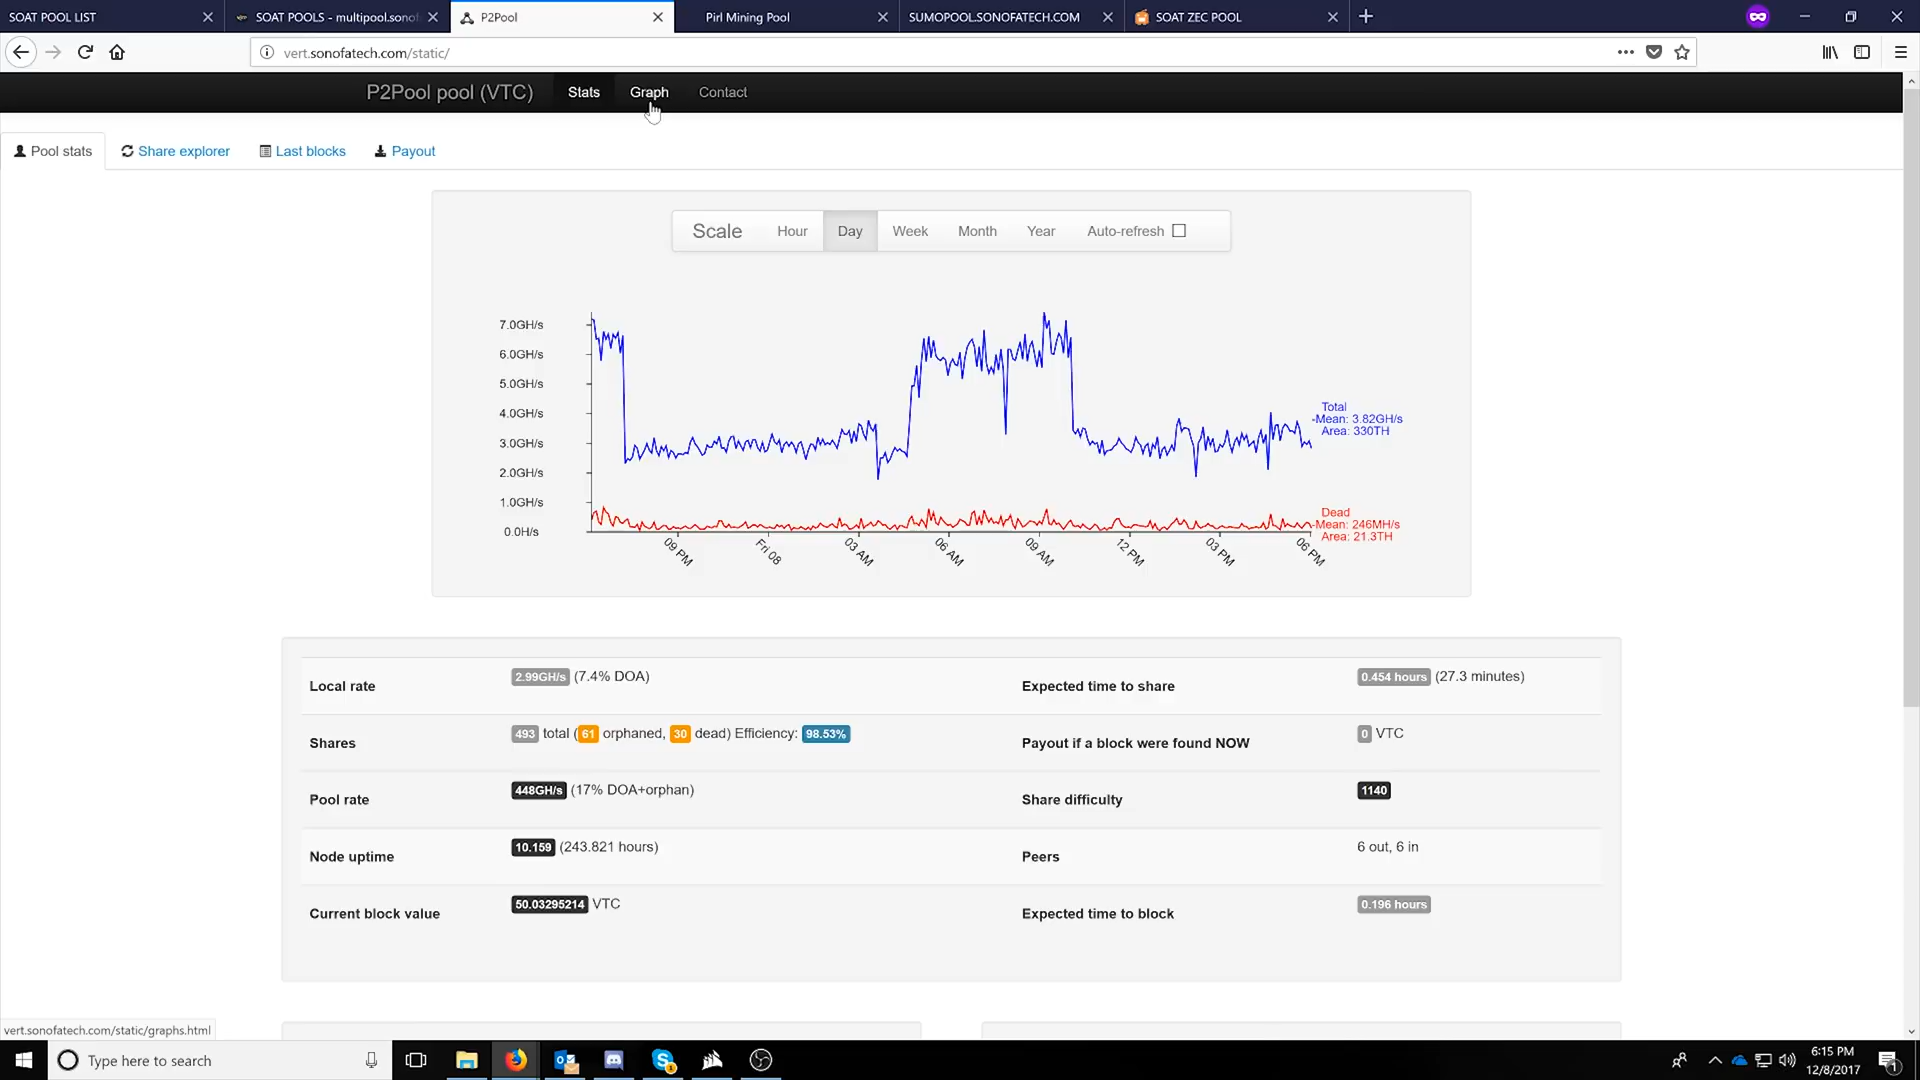 SOAT POOL LIST
SOAT POOLS - multipool.sonof
P2Pool
Pirl Mining Pool
SUMOPOOL.SONOFATECH.COM
SOAT ZEC POOL
vert.sonofatech.com/static/
P2Pool pool (VTC) Stats Graph Contact
Pool stats Share explorer Last blocks Payout
Scale Hour Day Week Month Year Auto-refresh
7.0GH/s
6.0GH/s
5.0GH/s
4.0GH/s
3.0GH/s
2.0GH/s
1.0GH/s
0.0H/s
Total
-Mean: 3.82GH/s
Area: 330TH
Dead
-Mean: 246MH/s
Area: 21.3TH
09 PM
Fri 08
03 AM
06 AM
09 AM
12 PM
03 PM
06 PM
Local rate 2.99GH/s (7.4% DOA) Expected time to share 0.454 hours (27.3 minutes)
Shares 493 total (61 orphaned, 30 dead) Efficiency: 98.53% Payout if a block were found NOW 0 VTC
Pool rate 448GH/s (17% DOA+orphan) Share difficulty 1140
Node uptime 10.159 (243.821 hours) Peers 6 out, 6 in
Current block value 50.03295214 VTC Expected time to block 0.196 hours
vert.sonofatech.com/static/graphs.html
Type here to search
6:15 PM
12/8/2017